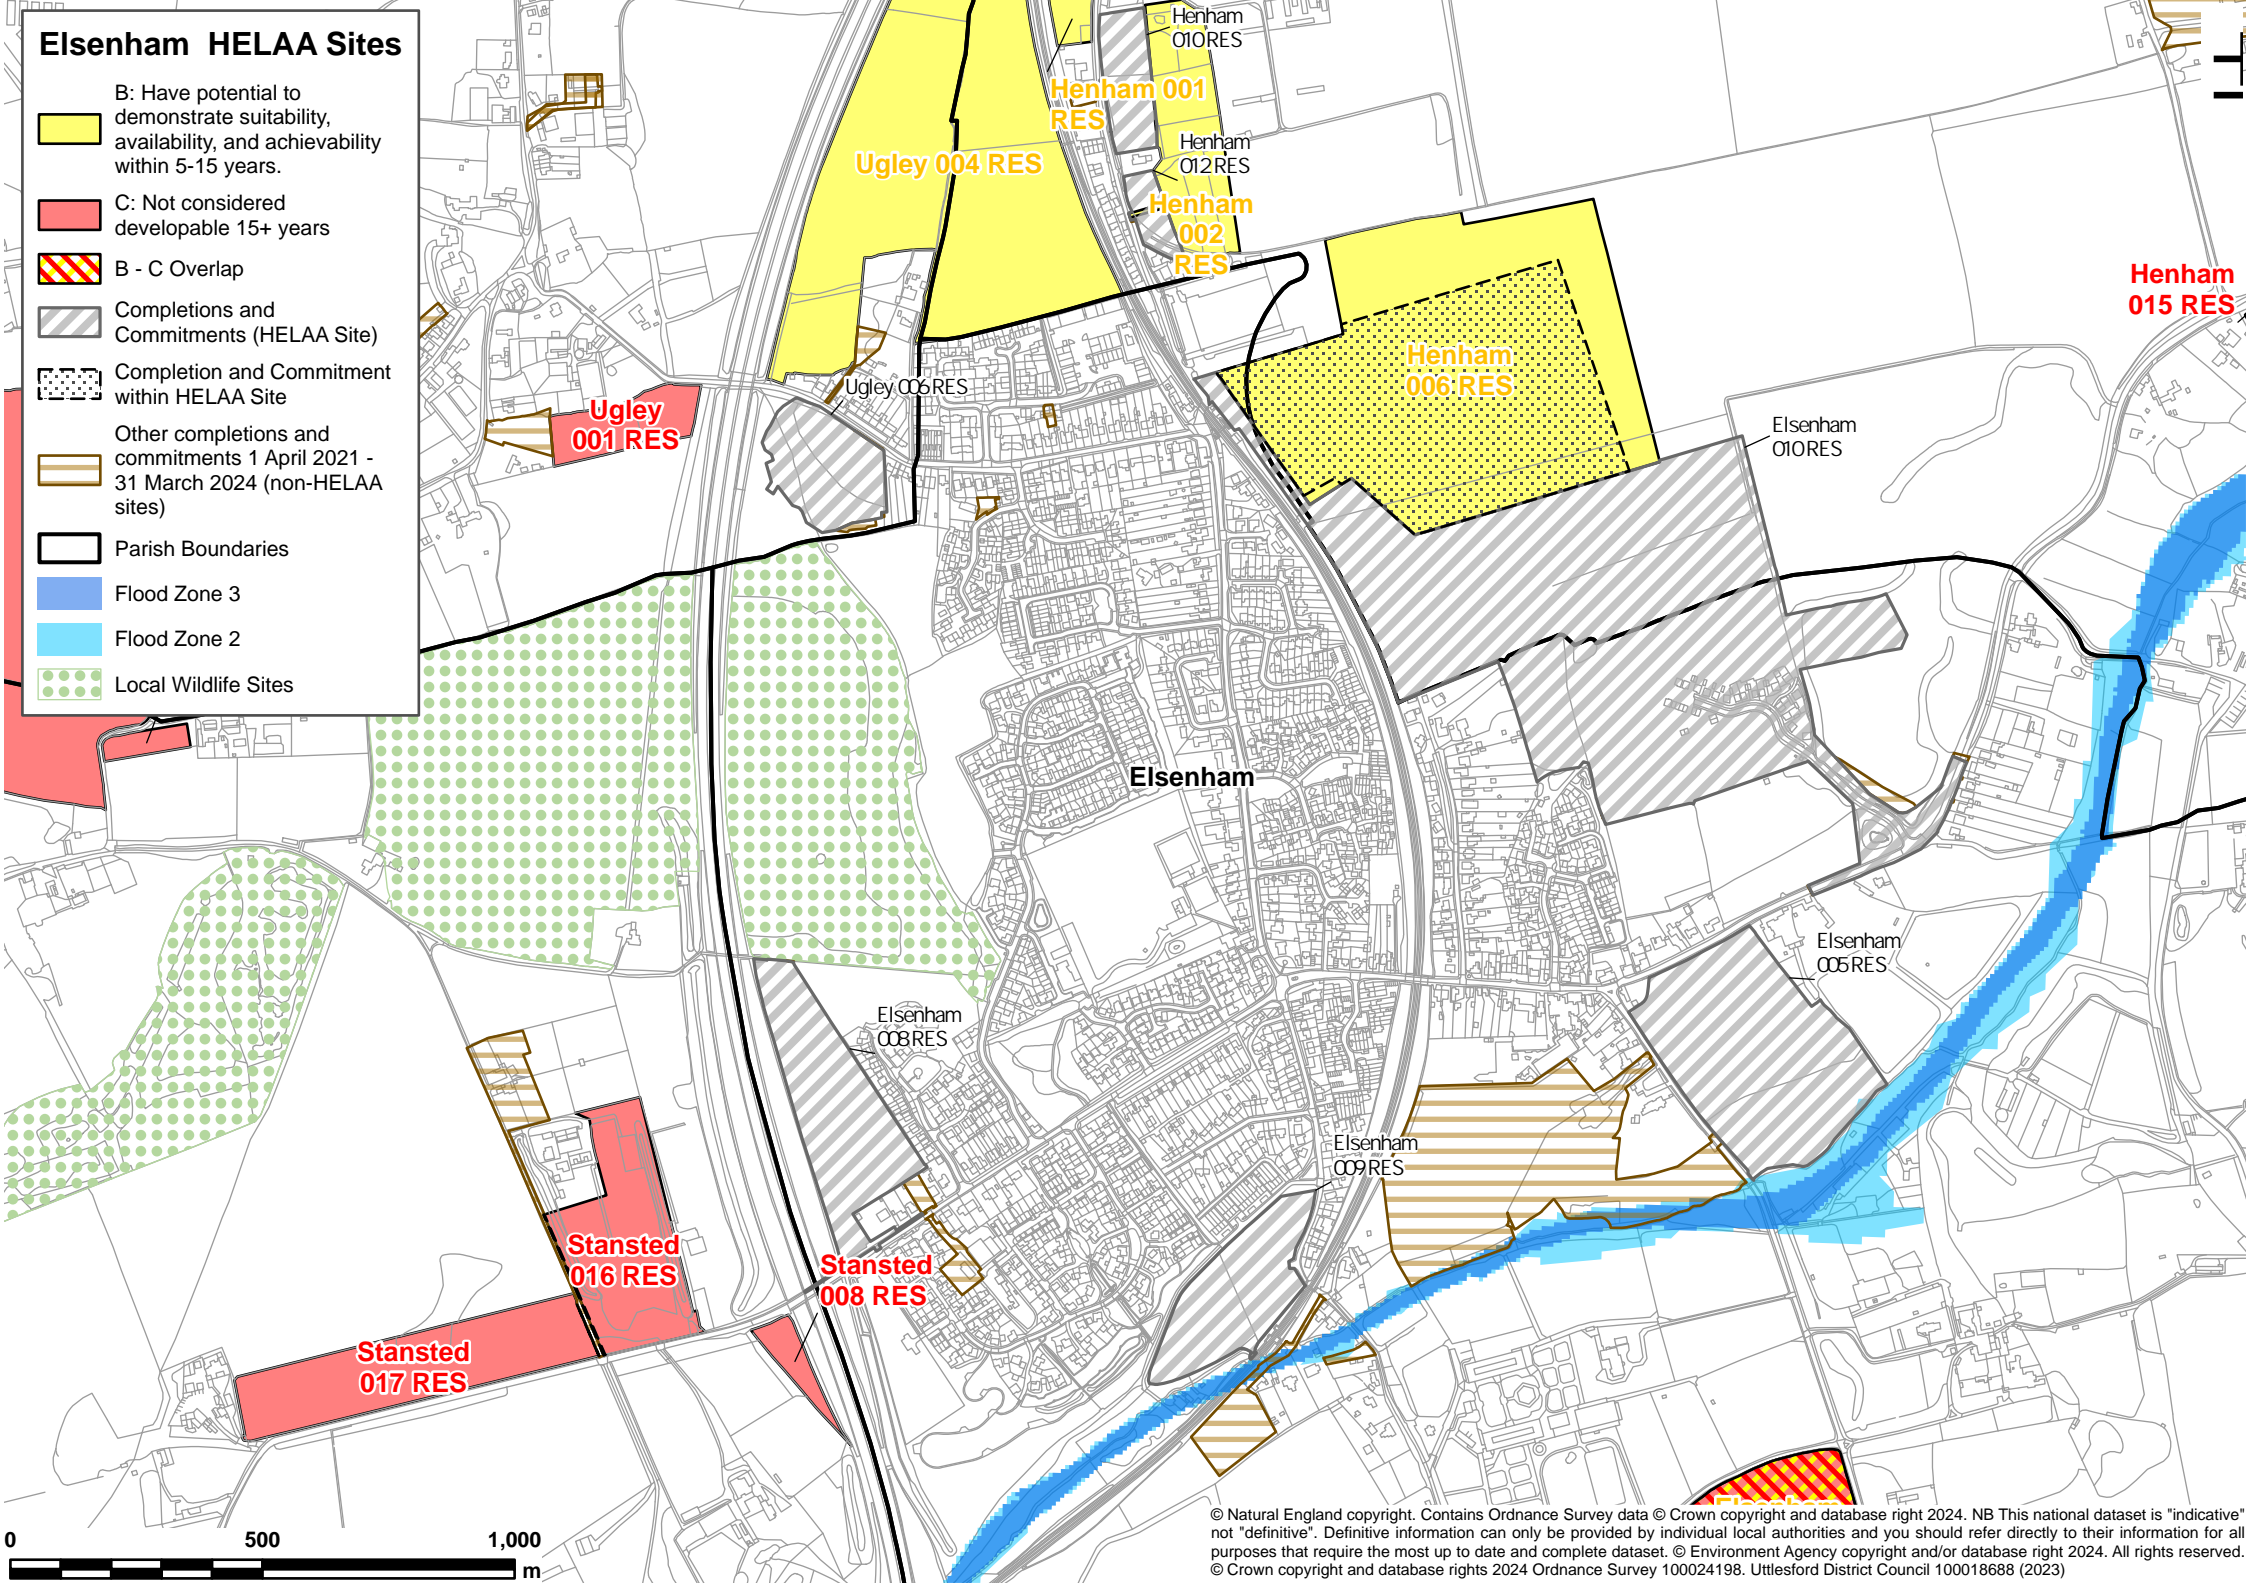 Elsenham  HELAA Sites
B: Have potential to
demonstrate suitability,
availability, and achievability
within 5-15 years.
C: Not considered
developable 15+ years
B - C Overlap
Completions and
Commitments (HELAA Site)
Completion and Commitment
within HELAA Site
Other completions and
commitments 1 April 2021 -
31 March 2024 (non-HELAA
sites)
Parish Boundaries
Flood Zone 3
Flood Zone 2
Local Wildlife Sites
Henham
010RES
Henham 001
RES
Ugley 004 RES
Henham
012RES
Henham
002
RES
Henham
015 RES
Henham
006 RES
Ugley 006RES
Ugley
001 RES
Elsenham
010RES
Elsenham
Elsenham
005RES
Elsenham
008RES
Elsenham
009RES
Stansted
016 RES
Stansted
008 RES
Stansted
017 RES
Elsenham
0 500 1,000
m
© Natural England copyright. Contains Ordnance Survey data © Crown copyright and database right 2024. NB This national dataset is "indicative"
not "definitive". Definitive information can only be provided by individual local authorities and you should refer directly to their information for all
purposes that require the most up to date and complete dataset. © Environment Agency copyright and/or database right 2024. All rights reserved.
© Crown copyright and database rights 2024 Ordnance Survey 100024198. Uttlesford District Council 100018688 (2023)